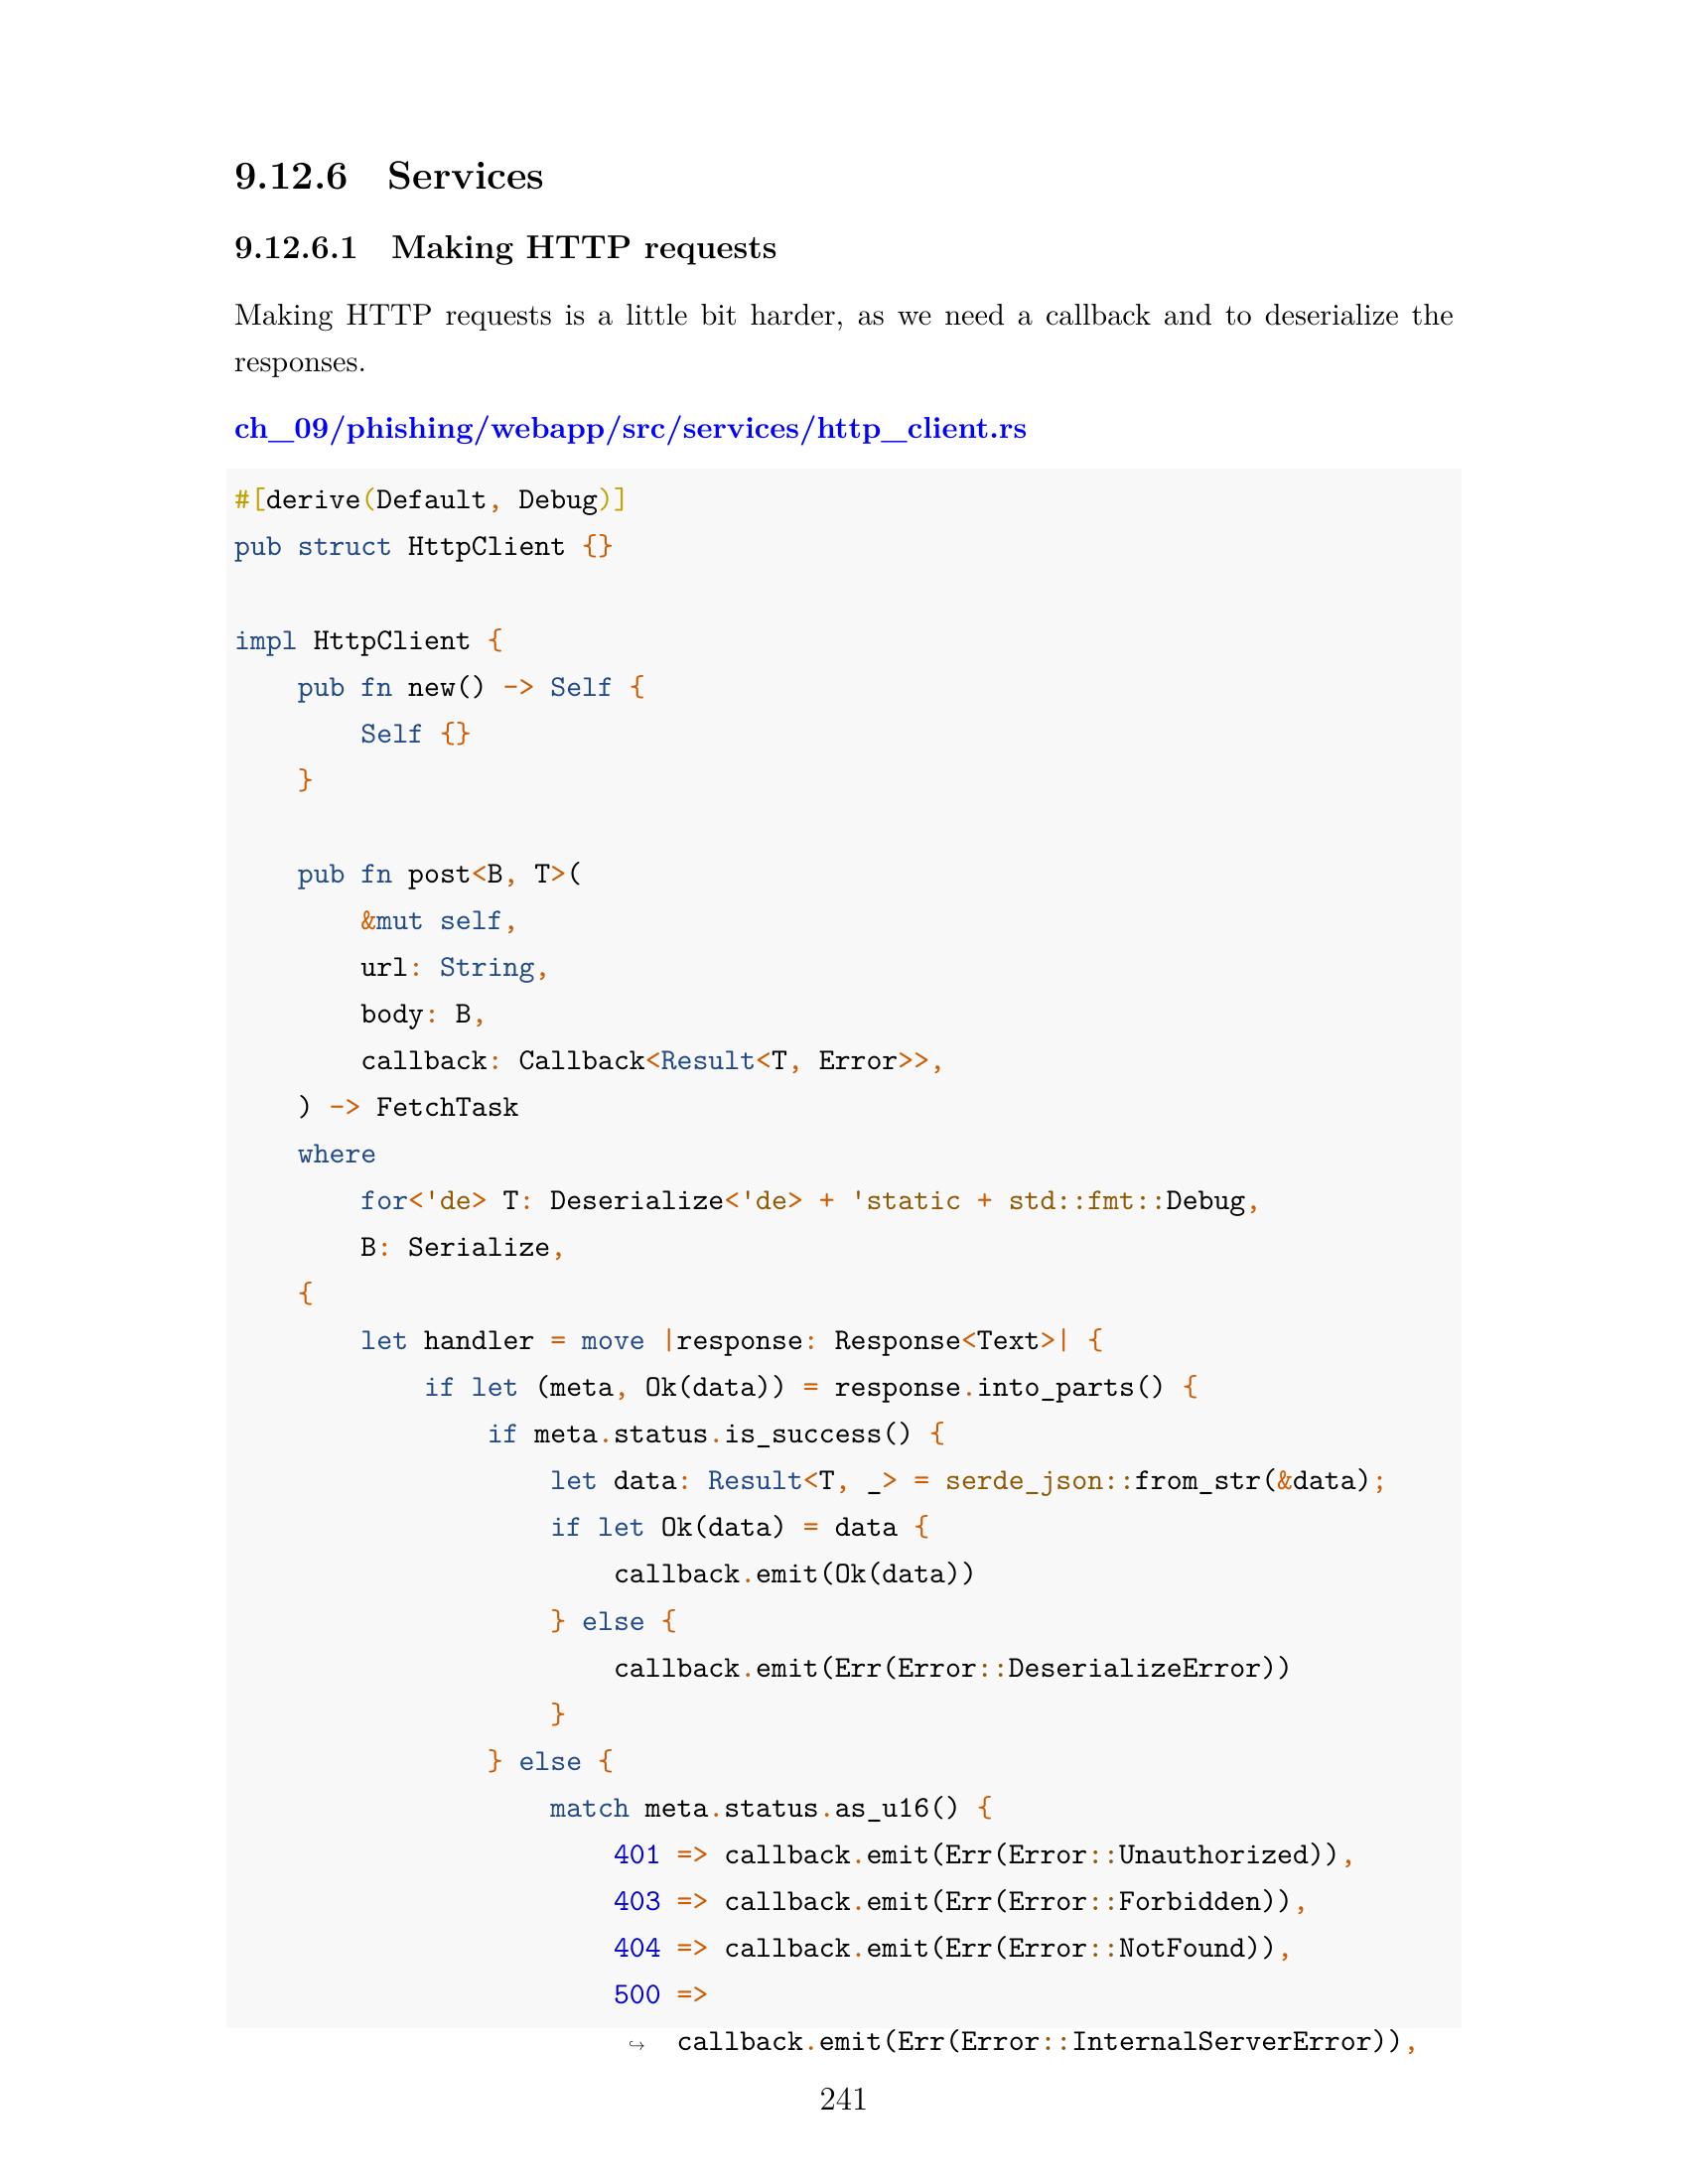 9.12.6 Services
9.12.6.1 Making HTTP requests
Making HTTP requests is a little bit harder, as we need a callback and to deserialize the
responses.
ch_09/phishing/webapp/src/services/http_client.rs
#[derive(Default, Debug)]
pub struct HttpClient {}
impl HttpClient {
    pub fn new() -> Self {
        Self {}
    }
    pub fn post<B, T>(
        &mut self,
        url: String,
        body: B,
        callback: Callback<Result<T, Error>>,
    ) -> FetchTask
    where
        for<'de> T: Deserialize<'de> + 'static + std::fmt::Debug,
        B: Serialize,
    {
        let handler = move |response: Response<Text>| {
            if let (meta, Ok(data)) = response.into_parts() {
                if meta.status.is_success() {
                    let data: Result<T, _> = serde_json::from_str(&data);
                    if let Ok(data) = data {
                        callback.emit(Ok(data))
                    } else {
                        callback.emit(Err(Error::DeserializeError))
                    }
                } else {
                    match meta.status.as_u16() {
                        401 => callback.emit(Err(Error::Unauthorized)),
                        403 => callback.emit(Err(Error::Forbidden)),
                        404 => callback.emit(Err(Error::NotFound)),
                        500 =>
                        ↪ callback.emit(Err(Error::InternalServerError)),
241